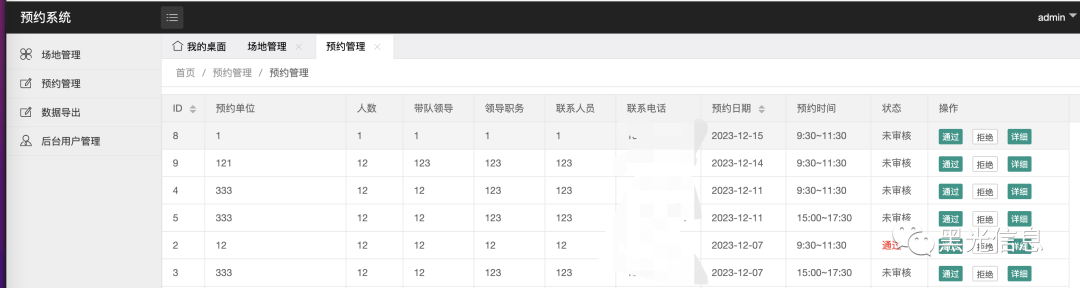 预约系统
admin
场地管理
预约管理
数据导出
后台用户管理
我的桌面 场地管理 预约管理
首页 / 预约管理 / 预约管理
ID 预约单位 人数 带队领导 领导职务 联系人员 联系电话 预约日期 预约时间 状态 操作
8 1 1 1 1 1 2023-12-15 9:30~11:30 未审核 通过 拒绝 详细
9 121 12 123 123 123 2023-12-14 9:30~11:30 未审核 通过 拒绝 详细
4 333 12 12 123 123 2023-12-11 9:30~11:30 未审核 通过 拒绝 详细
5 333 12 12 123 123 2023-12-11 15:00~17:30 未审核 通过 拒绝 详细
2 12 12 12 12 12 2023-12-07 9:30~11:30 通过 拒绝
3 333 12 12 123 123 2023-12-07 15:00~17:30 未审核 通过 拒绝 详细
黑光信息